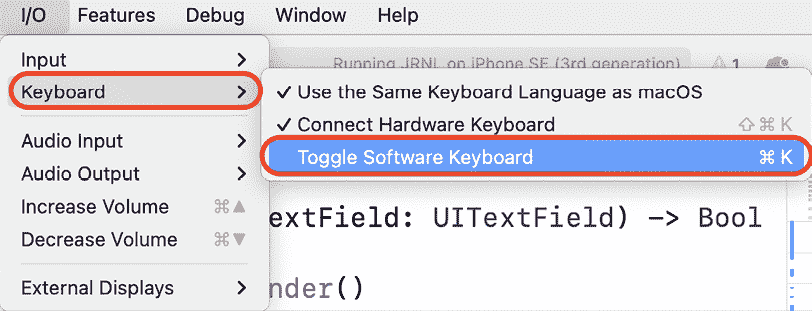 I/O Features Debug Window Help
Input
Running JRNL on iPhone SE (3rd generation) 1
Keyboard
✓ Use the Same Keyboard Language as macOS
✓ Connect Hardware Keyboard ⇧⌘K
Audio Input
Toggle Software Keyboard ⌘K
Audio Output
Increase Volume ⌘▲
extField: UITextField) -> Bool
Decrease Volume ⌘▼
External Displays
nder()